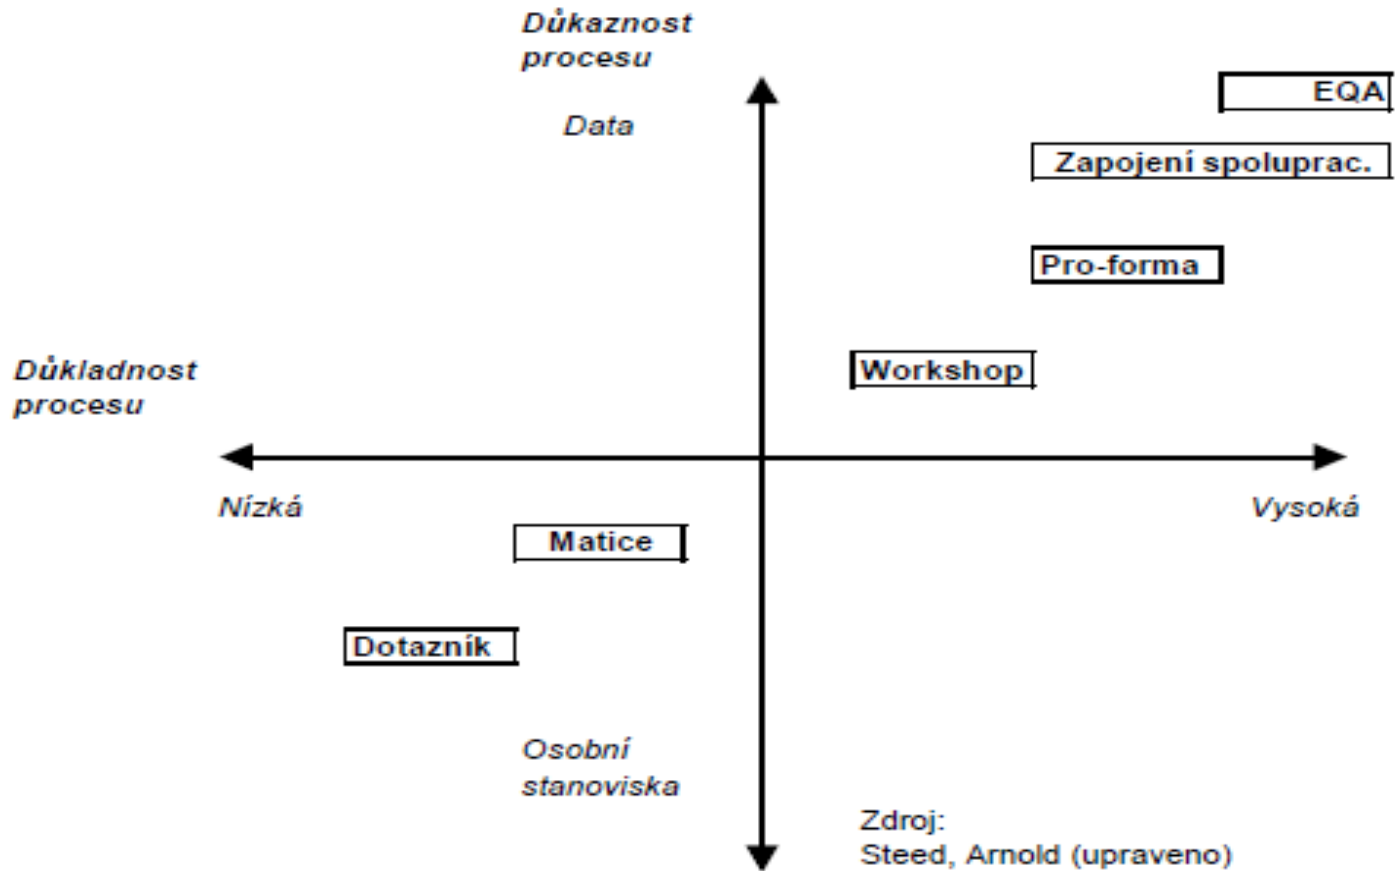 Důkaznost
procesu
Data
EQA
Zapojení spoluprac.
Pro-forma
Workshop
Důkladnost
procesu
Nízká
Vysoká
Matice
Dotazník
Osobní
stanoviska
Zdroj:
Steed, Arnold (upraveno)